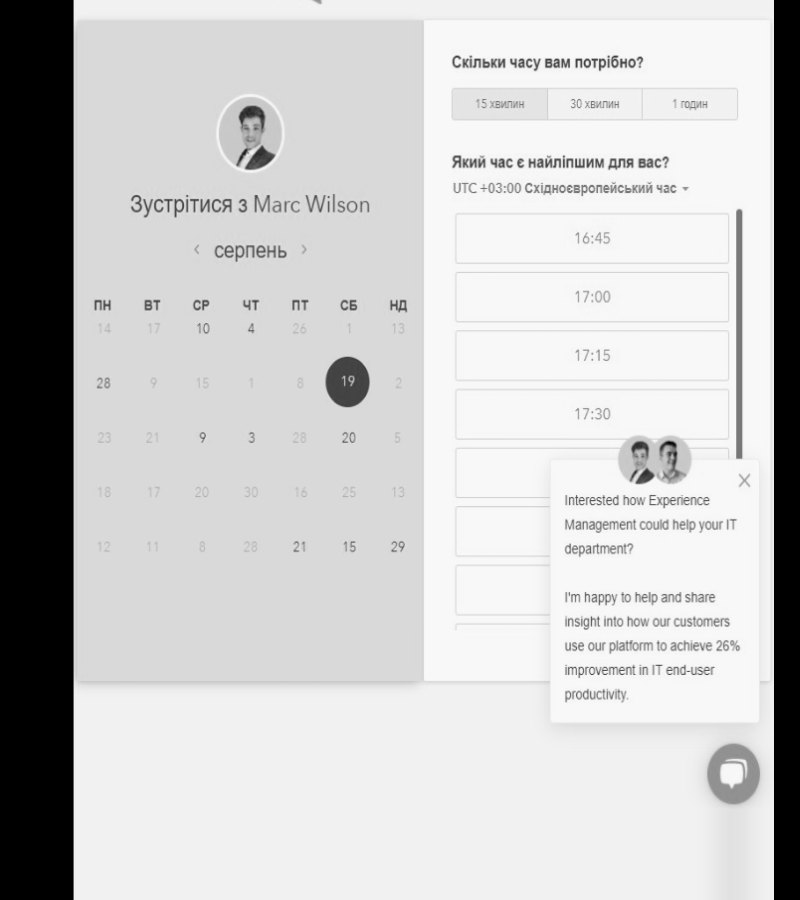 Зустрітися з Marc Wilson
серпень
ПН ВТ СР ЧТ ПТ СБ НД
14 17 10 4 26 1 13
28 9 15 1 8 19 2
23 21 9 3 28 20 5
18 17 20 30 16 25 13
12 11 8 28 21 15 29
Скільки часу вам потрібно?
15 хвилин 30 хвилин 1 годин
Який час є найліпшим для вас?
UTC +03:00 Східноєвропейський час
16:45
17:00
17:15
17:30
Interested how Experience
Management could help your IT
department?
I'm happy to help and share
insight into how our customers
use our platform to achieve 26%
improvement in IT end-user
productivity.